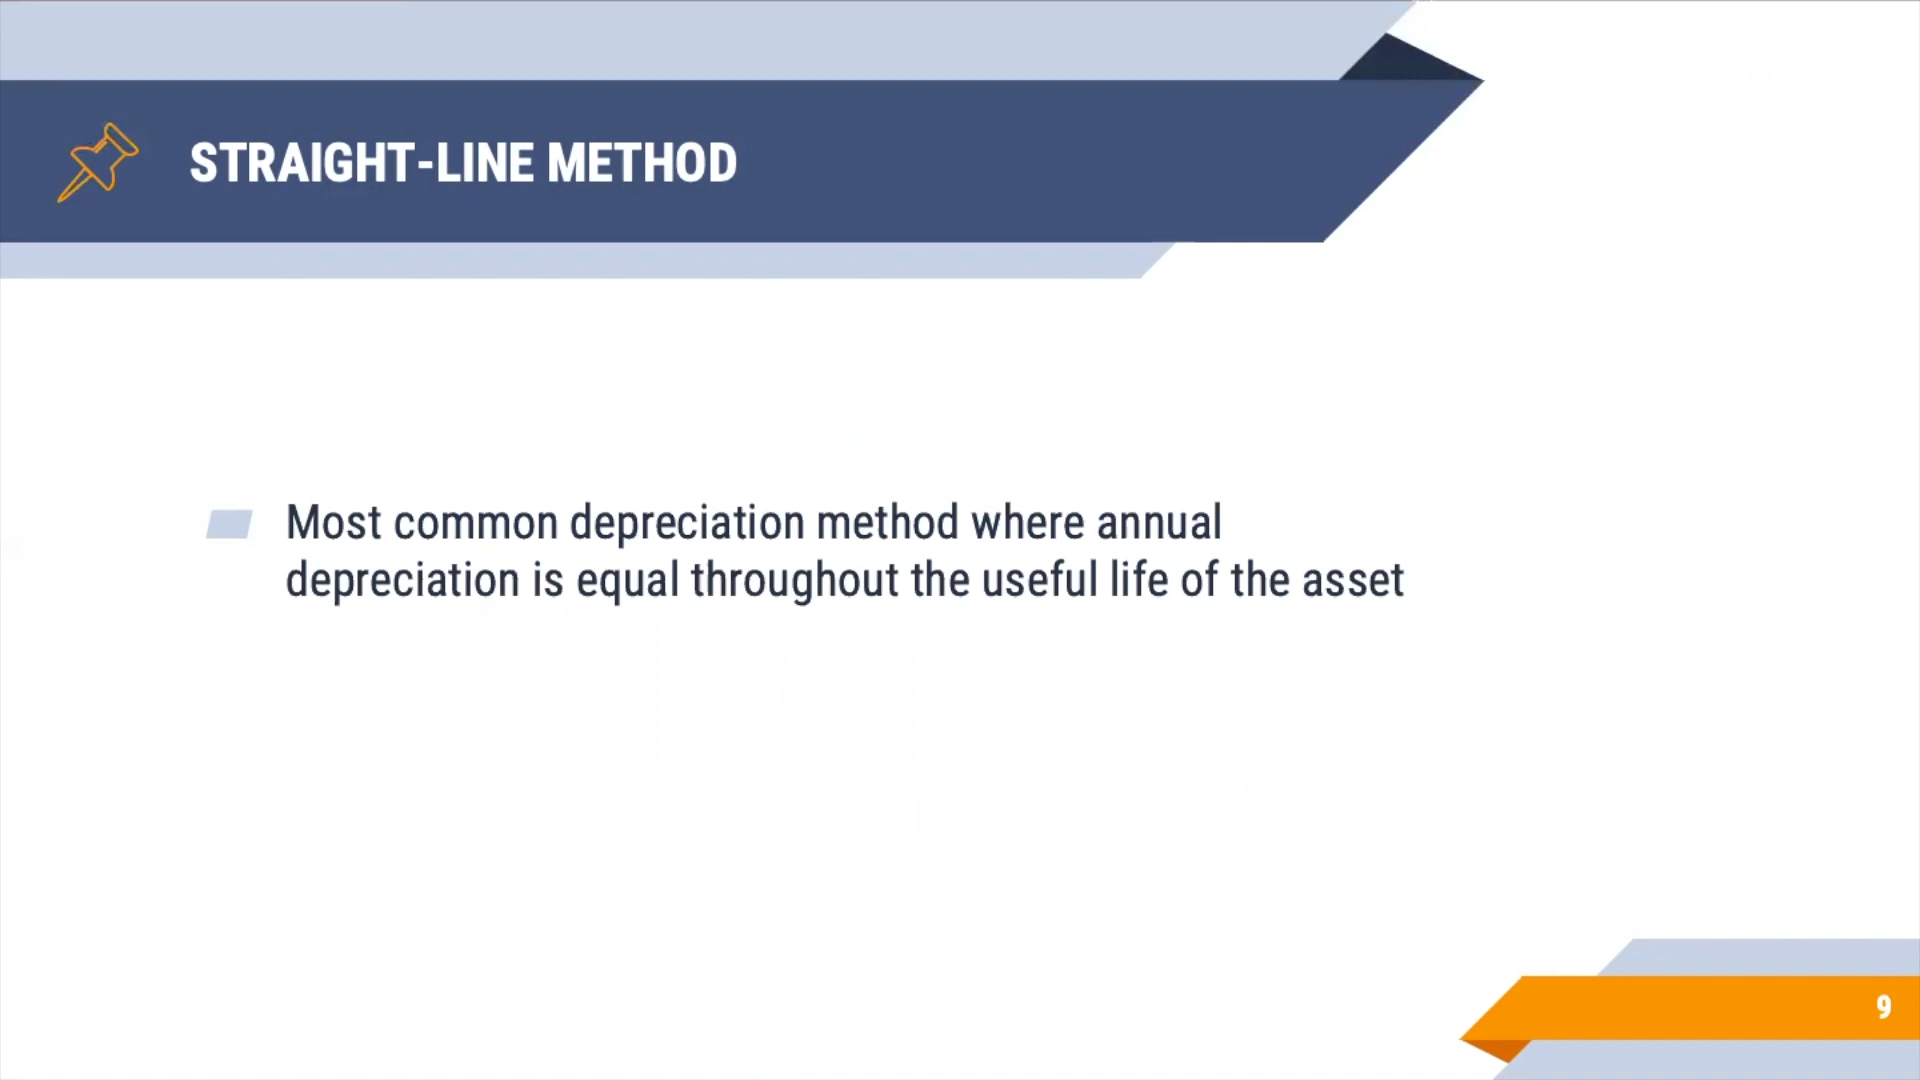 STRAIGHT-LINE METHOD
Most common depreciation method where annual
depreciation is equal throughout the useful life of the asset
9